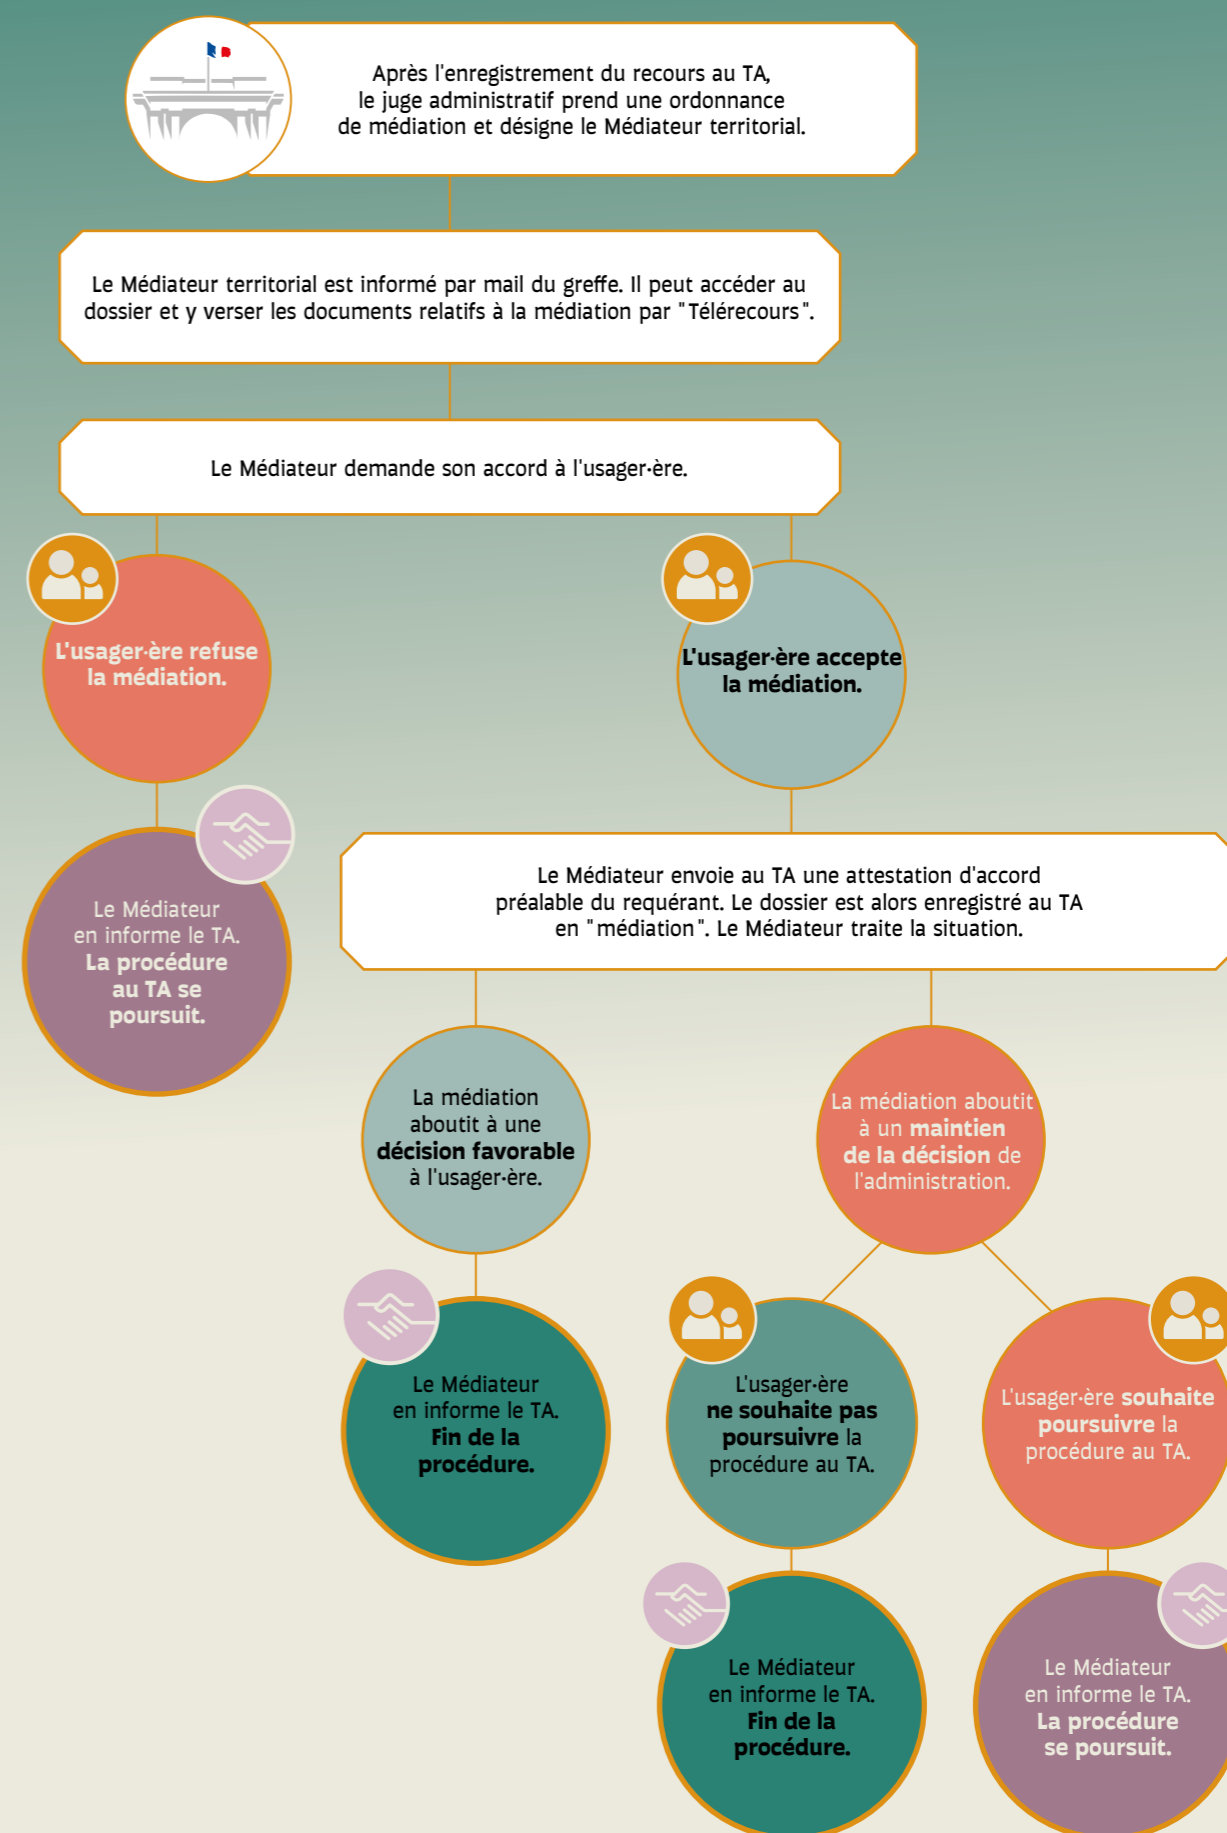 Après l'enregistrement du recours au TA,
le juge administratif prend une ordonnance
de médiation et désigne le Médiateur territorial.
Le Médiateur territorial est informé par mail du greffe. Il peut accéder au
dossier et y verser les documents relatifs à la médiation par "Télérecours".
Le Médiateur demande son accord à l'usager·ère.
L'usager·ère refuse
la médiation.
L'usager·ère accepte
la médiation.
Le Médiateur
en informe le TA.
La procédure
au TA se
poursuit.
Le Médiateur envoie au TA une attestation d'accord
préalable du requérant. Le dossier est alors enregistré au TA
en "médiation". Le Médiateur traite la situation.
La médiation
aboutit à une
décision favorable
à l'usager·ère.
La médiation aboutit
à un maintien
de la décision de
l'administration.
Le Médiateur
en informe le TA.
Fin de la
procédure.
L'usager·ère
ne souhaite pas
poursuivre la
procédure au TA.
L'usager·ère souhaite
poursuivre la
procédure au TA.
Le Médiateur
en informe le TA.
Fin de la
procédure.
Le Médiateur
en informe le TA.
La procédure
se poursuit.